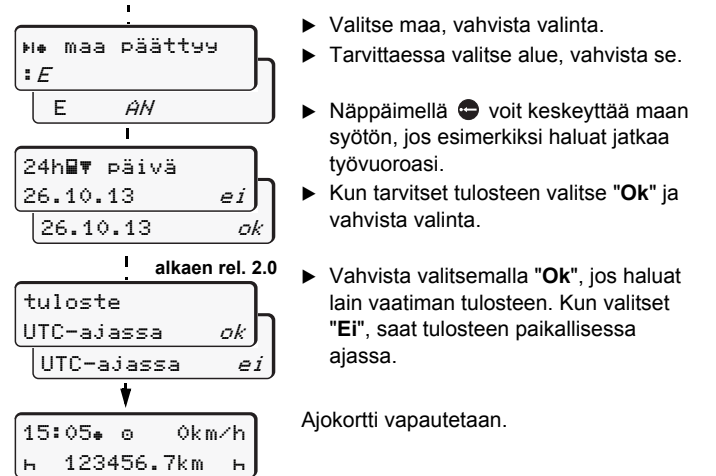 maa päättyy
:E
E AN
24h päivä
26.10.13 ei
26.10.13 ok
alkaen rel. 2.0
tuloste
UTC-ajassa ok
UTC-ajassa ei
15:05 0km/h
123456.7km
► Valitse maa, vahvista valinta.
► Tarvittaessa valitse alue, vahvista se.
► Näppäimellä voit keskeyttää maan
syötön, jos esimerkiksi haluat jatkaa
työvuoroasi.
► Kun tarvitset tulosteen valitse "Ok" ja
vahvista valinta.
► Vahvista valitsemalla "Ok", jos haluat
lain vaatiman tulosteen. Kun valitset
"Ei", saat tulosteen paikallisessa
ajassa.
Ajokortti vapautetaan.